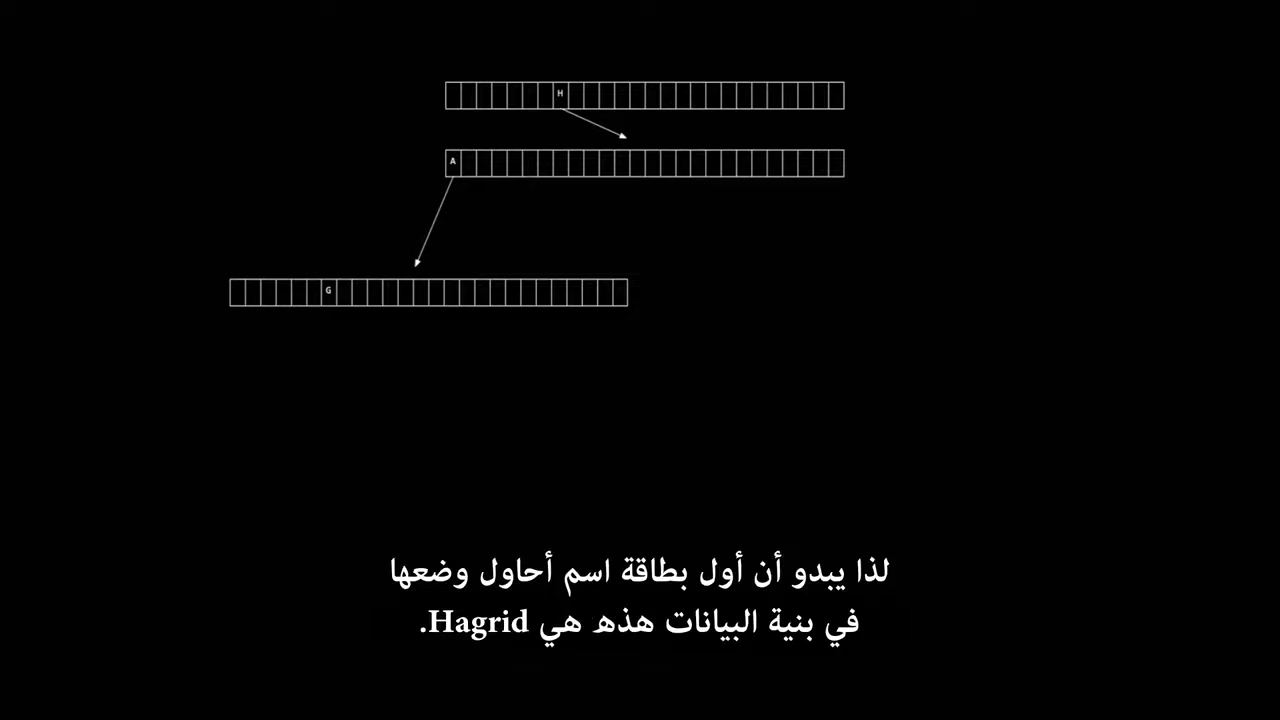 H
A
G
لذا يبدو أن أول بطاقة اسم أحاول وضعها
في بنية البيانات هذه هي Hagrid.